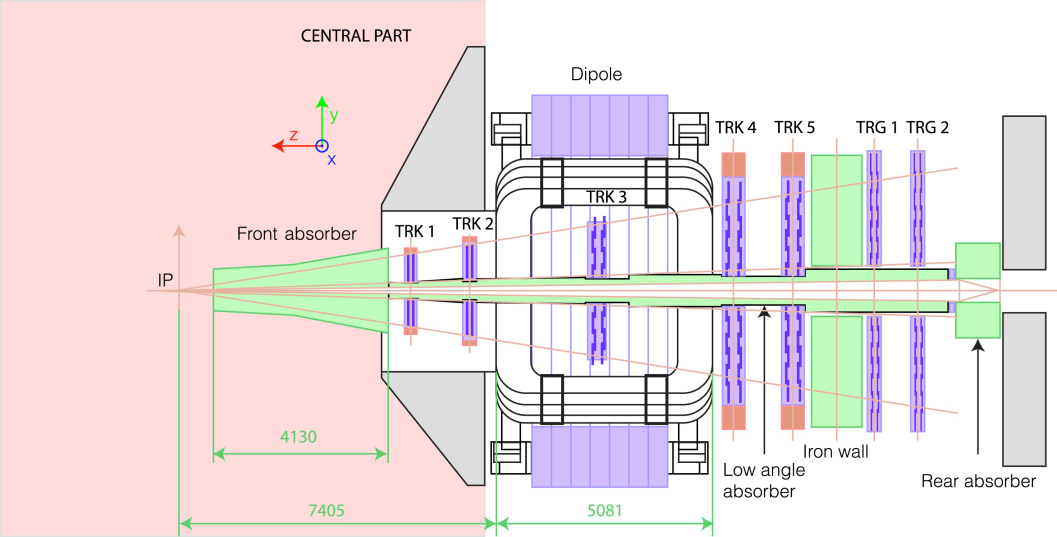 CENTRAL PART
Dipole
y
z
x
TRK 4
TRK 5
TRG 1
TRG 2
TRK 3
TRK 1
TRK 2
Front absorber
IP
4130
Iron wall
Low angle
absorber
Rear absorber
7405
5081